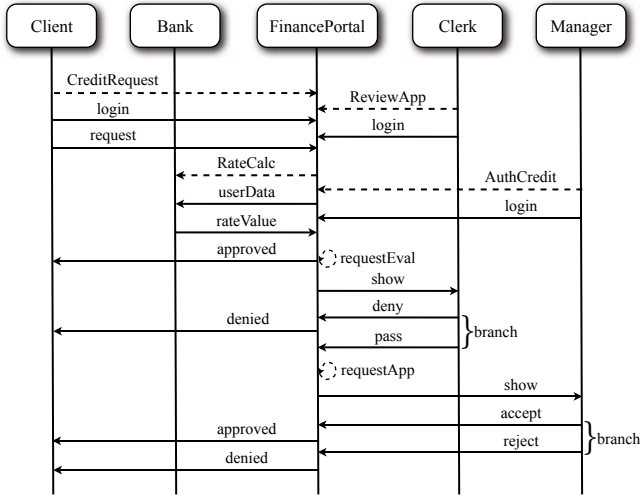 Client
Bank
FinancePortal
Clerk
Manager
CreditRequest
ReviewApp
login
login
request
RateCalc
AuthCredit
userData
login
rateValue
approved
requestEval
show
deny
denied
branch
pass
requestApp
show
accept
approved
branch
reject
denied